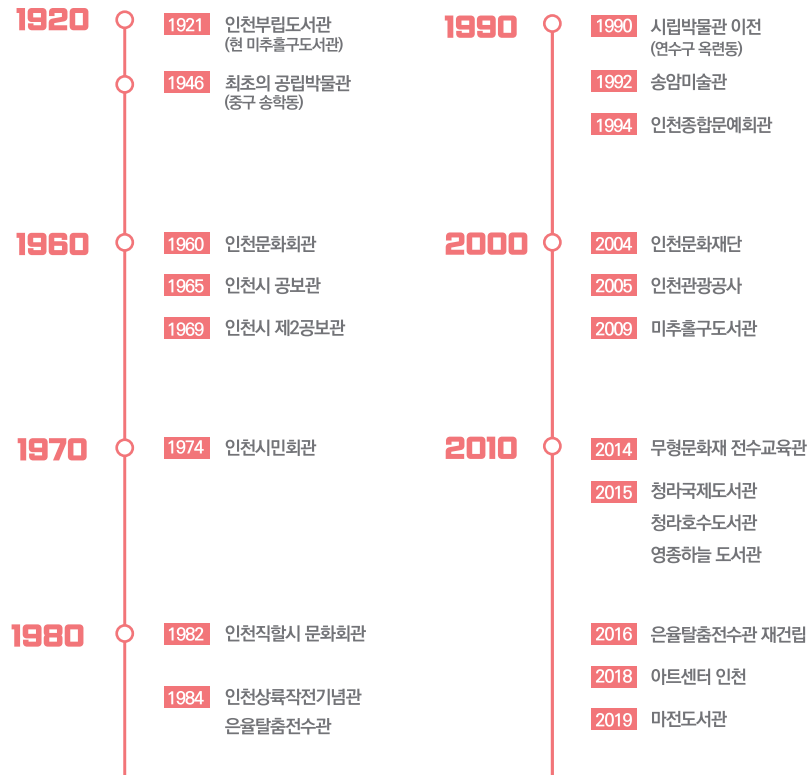 1920
1921 인천부립도서관
(현 미추홀구도서관)
1946 최초의 공립박물관
(중구 송학동)
1960
1960 인천문화회관
1965 인천시 공보관
1969 인천시 제2공보관
1970
1974 인천시민회관
1980
1982 인천직할시 문화회관
1984 인천상륙작전기념관
은율탈춤전수관
1990
1990 시립박물관 이전
(연수구 옥련동)
1992 송암미술관
1994 인천종합문예회관
2000
2004 인천문화재단
2005 인천관광공사
2009 미추홀구도서관
2010
2014 무형문화재 전수교육관
2015 청라국제도서관
청라호수도서관
영종하늘 도서관
2016 은율탈춤전수관 재건립
2018 아트센터 인천
2019 마전도서관